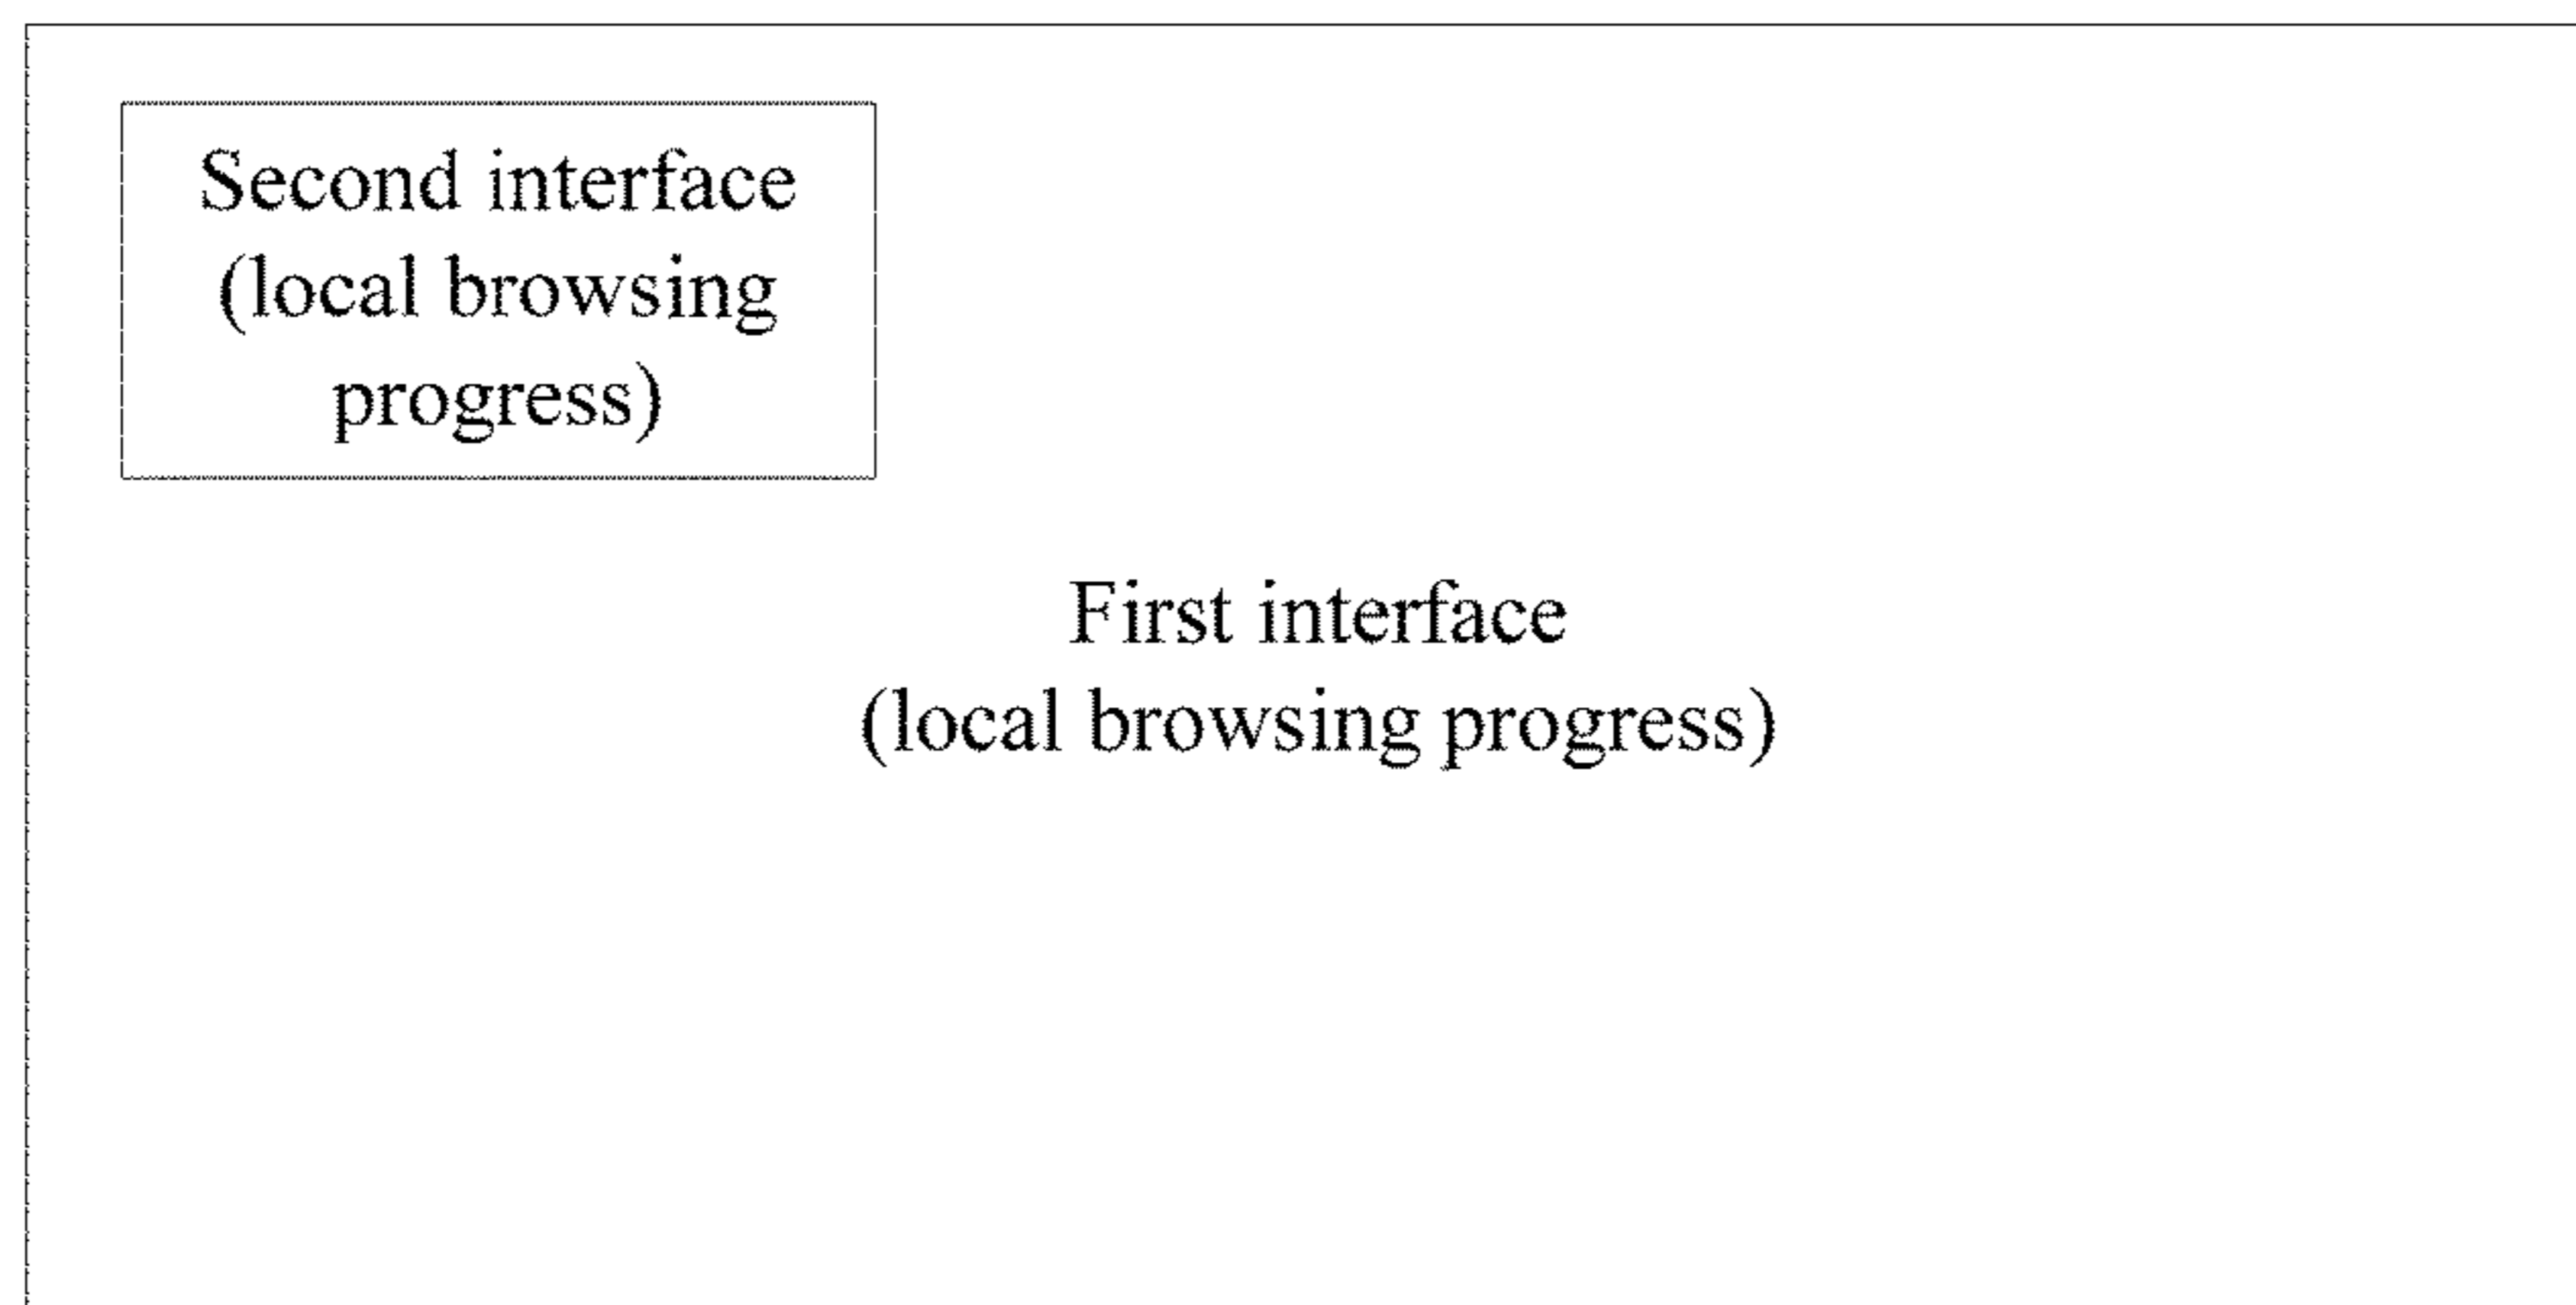 Second interface
(local browsing
progress)
First interface
(local browsing progress)